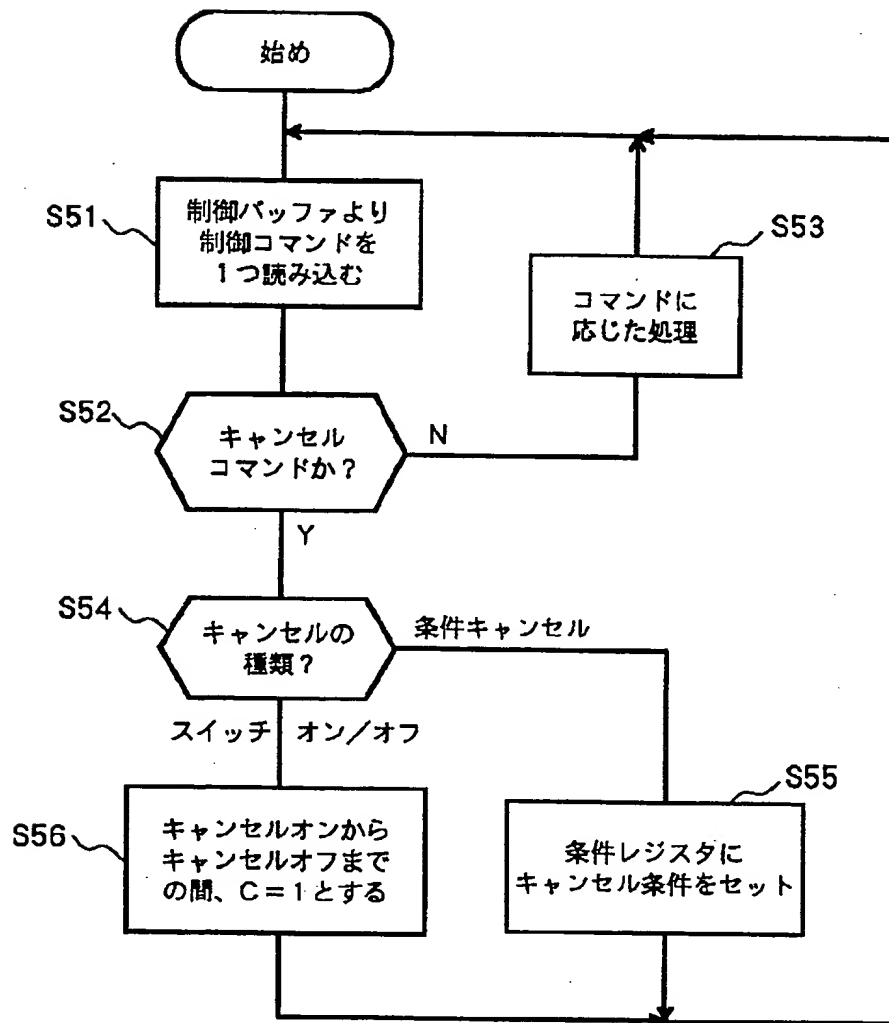 始め
S51
制御バッファより
制御コマンドを
1つ読み込む
S53
コマンドに
応じた処理
S52
キャンセル
コマンドか？
N
Y
S54
キャンセルの
種類？
条件キャンセル
スイッチ オン／オフ
S56
キャンセルオンから
キャンセルオフまで
の間、C＝1とする
S55
条件レジスタに
キャンセル条件をセット